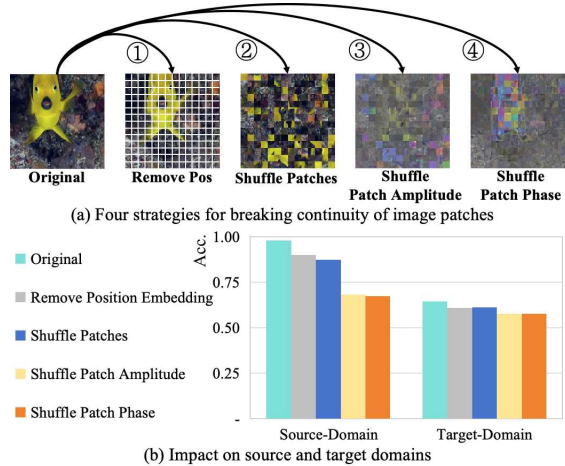 ① ② ③ ④
Original Remove Pos Shuffle Patches Shuffle Patch Amplitude Shuffle Patch Phase
(a) Four strategies for breaking continuity of image patches
Acc.
1.00
0.75
0.50
0.25
-
Original
Remove Position Embedding
Shuffle Patches
Shuffle Patch Amplitude
Shuffle Patch Phase
Source-Domain Target-Domain
(b) Impact on source and target domains